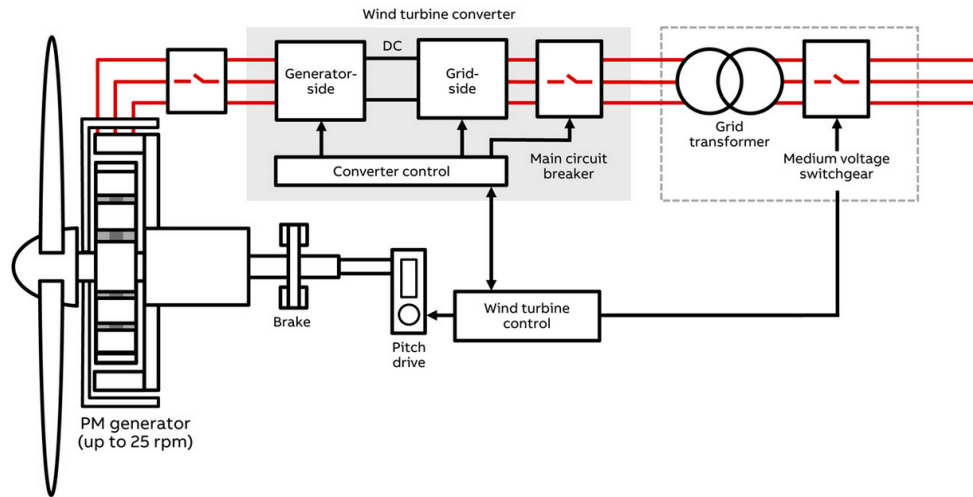 Wind turbine converter
DC
Generator-
side
Grid-
side
Converter control
Main circuit
breaker
Grid
transformer
Medium voltage
switchgear
Brake
Pitch
drive
Wind turbine
control
PM generator
(up to 25 rpm)